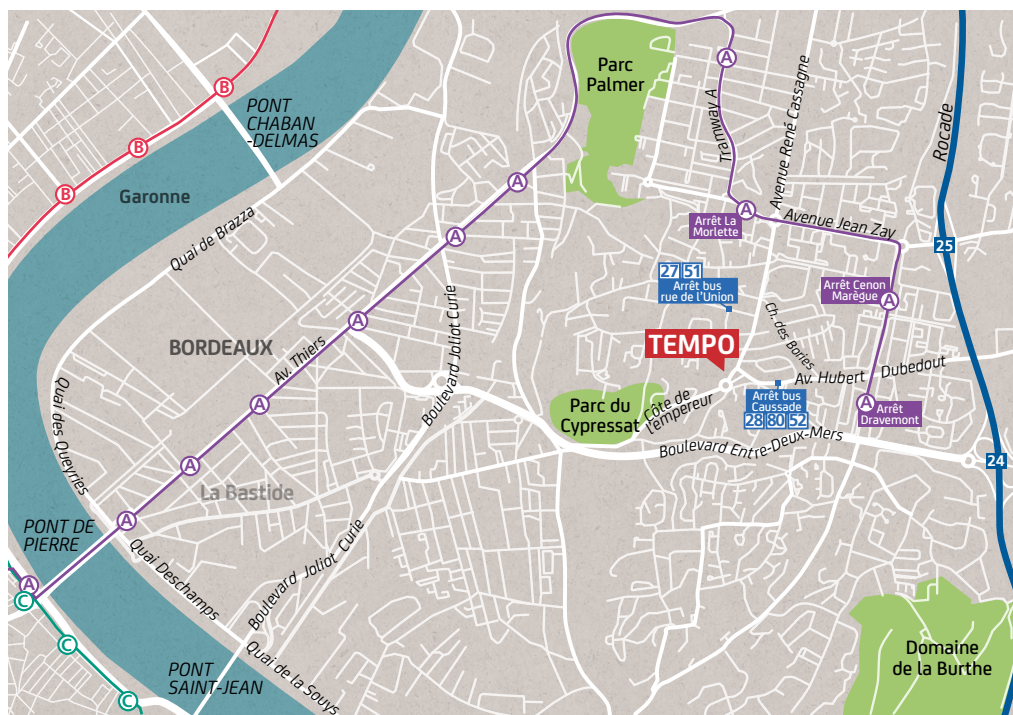 Parc
Palmer
A
Tramway A
Avenue René Cassagne
Rocade
B
PONT
CHABAN
-DELMAS
B
B
A
Garonne
Quai de Brazza
A
Arrêt La
Morlette
Avenue Jean Zay
25
A
27 51
Arrêt bus
rue de l'Union
Arrêt Cenon
Marègue
A
A
BORDEAUX
Av. Thiers
Boulevard Joliot Curie
TEMPO
Ch. des Bories
Av. Hubert Dubedout
Quai des Queyries
A
Parc du
Cypressat
Côte de
l'empereur
Arrêt bus
Caussade
28 80 52
A
Arrêt
Dravemont
Boulevard Entre-Deux-Mers
24
A
La Bastide
A
PONT DE
PIERRE
Quai Deschamps
Boulevard Joliot Curie
A
C
C
C
PONT
SAINT-JEAN
Quai de la Souys
Domaine
de la Burthe